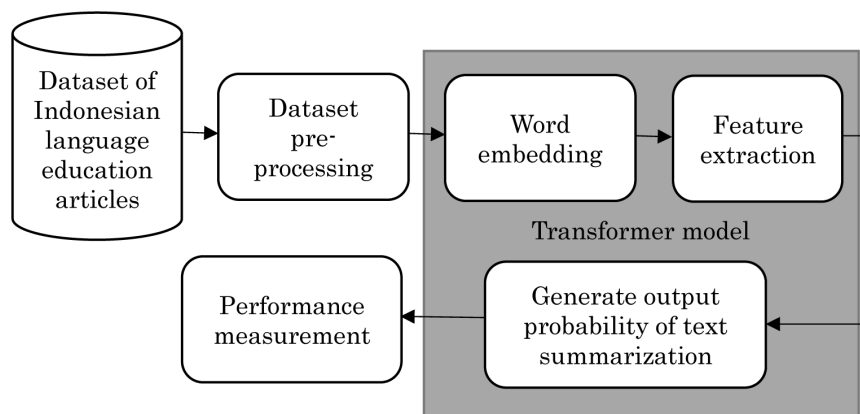 Dataset of
Indonesian
language
education
articles
Dataset
pre-
processing
Word
embedding
Feature
extraction
Transformer model
Generate output
probability of text
summarization
Performance
measurement